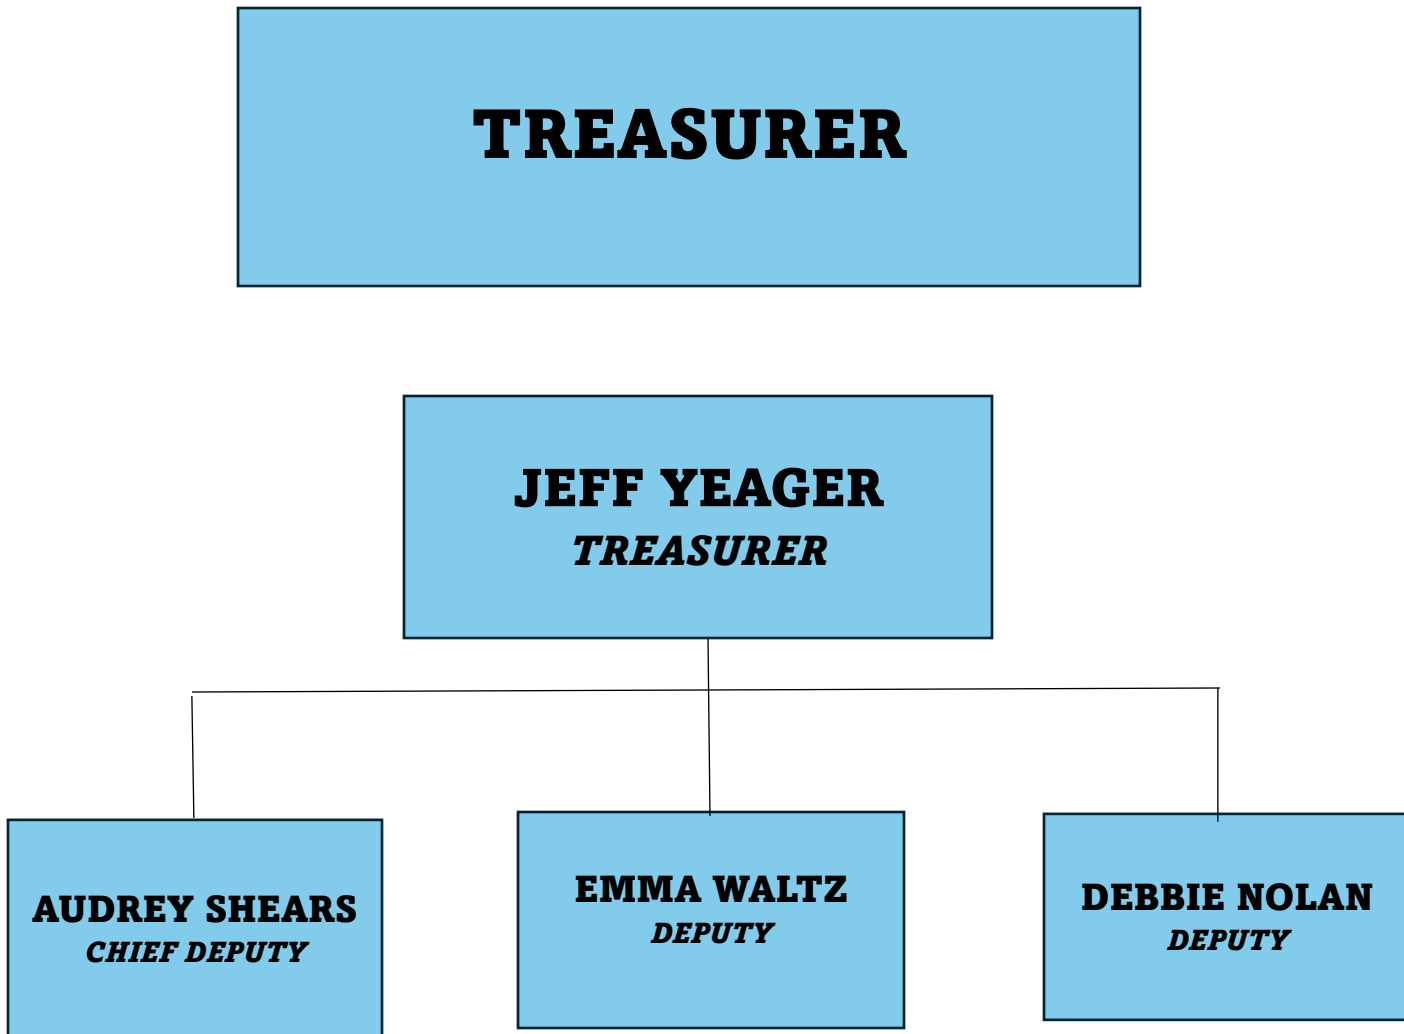 TREASURER
JEFF YEAGER
TREASURER
AUDREY SHEARS
CHIEF DEPUTY
EMMA WALTZ
DEPUTY
DEBBIE NOLAN
DEPUTY